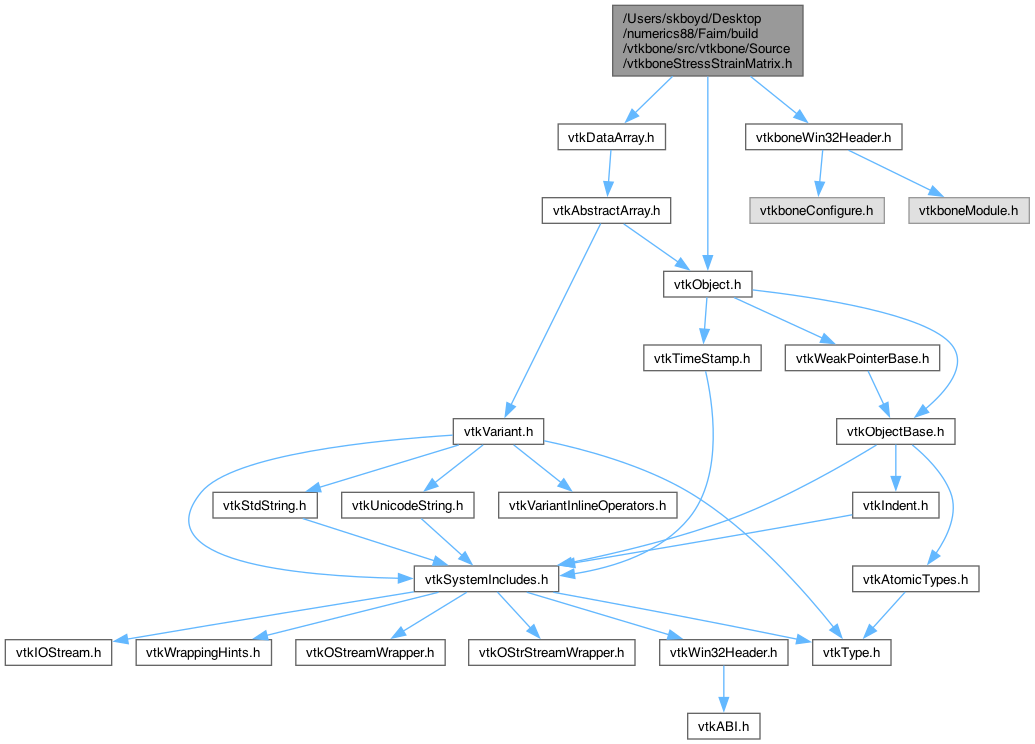 /Users/skboyd/Desktop
/numerics88/Faim/build
/vtkbone/src/vtkbone/Source
/vtkboneStressStrainMatrix.h
vtkDataArray.h
vtkboneWin32Header.h
vtkAbstractArray.h
vtkboneConfigure.h
vtkboneModule.h
vtkObject.h
vtkTimeStamp.h
vtkWeakPointerBase.h
vtkVariant.h
vtkObjectBase.h
vtkStdString.h
vtkUnicodeString.h
vtkVariantInlineOperators.h
vtkIndent.h
vtkSystemIncludes.h
vtkAtomicTypes.h
vtkIOStream.h
vtkWrappingHints.h
vtkOStreamWrapper.h
vtkOStrStreamWrapper.h
vtkWin32Header.h
vtkType.h
vtkABI.h